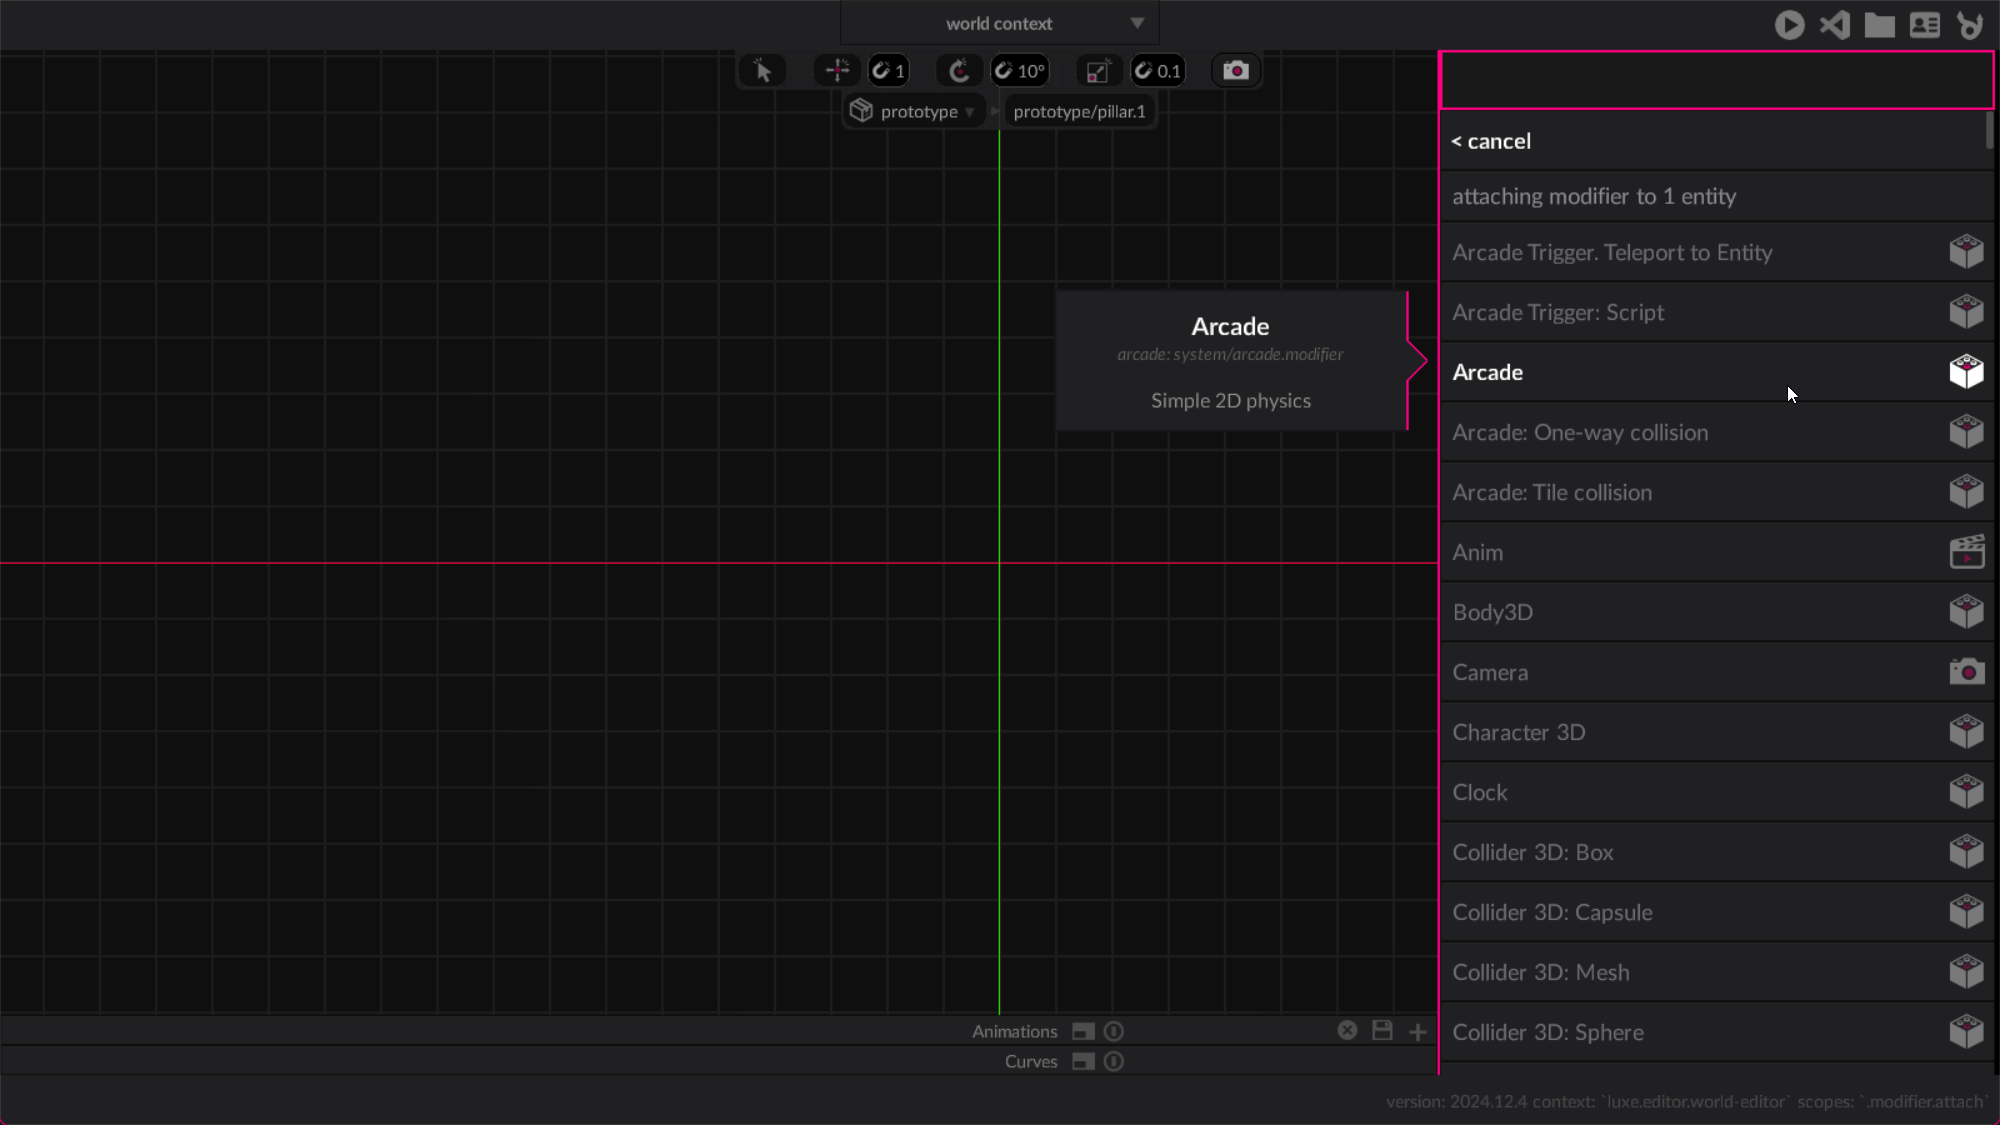 world context
1
10°
0.1
prototype
prototype/pillar.1
< cancel
attaching modifier to 1 entity
Arcade Trigger. Teleport to Entity
Arcade Trigger: Script
Arcade
arcade: system/arcade.modifier
Simple 2D physics
Arcade
Arcade: One-way collision
Arcade: Tile collision
Anim
Body3D
Camera
Character 3D
Clock
Collider 3D: Box
Collider 3D: Capsule
Collider 3D: Mesh
Collider 3D: Sphere
Animations
Curves
version: 2024.12.4 context: `luxe.editor.world-editor` scopes: `.modifier.attach`